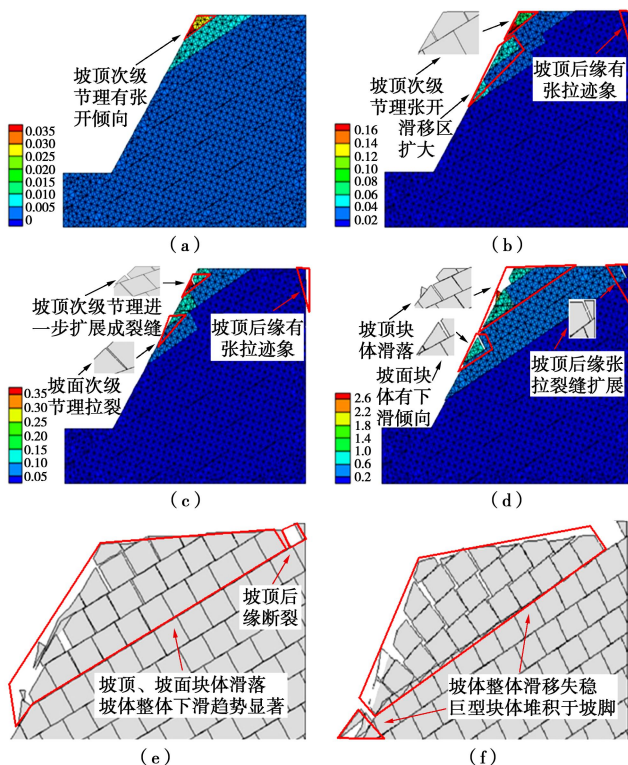 坡顶次级
节理有张
开倾向
0.035
0.030
0.025
0.020
0.015
0.010
0.005
0
(a)
坡顶次级
节理张开
滑移区
扩大
坡顶后缘有
张拉迹象
0.16
0.14
0.12
0.10
0.08
0.06
0.04
0.02
(b)
坡顶次级节理进
一步扩展成裂缝
坡面次级
节理拉裂
坡顶后缘有
张拉迹象
0.35
0.30
0.25
0.20
0.15
0.10
0.05
(c)
坡顶块
体滑落
坡面块
体有下
滑倾向
坡顶后缘张
拉裂缝扩展
2.6
2.2
1.8
1.4
1.0
0.6
0.2
(d)
坡顶后
缘断裂
坡顶、坡面块体滑落
坡体整体下滑趋势显著
(e)
坡体整体滑移失稳
巨型块体堆积于坡脚
(f)